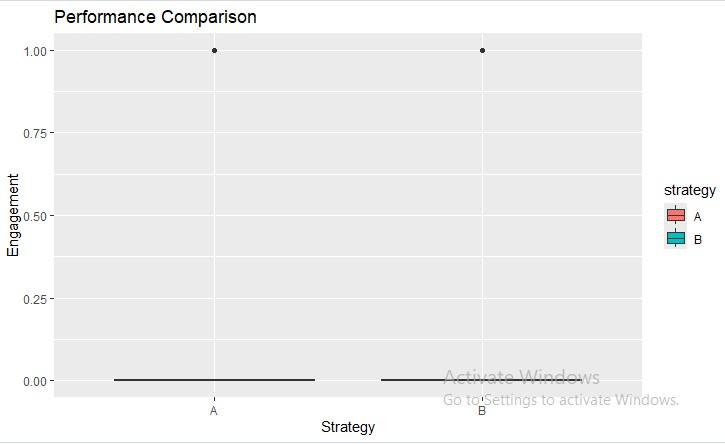 Performance Comparison
1.00
0.75
0.50
0.25
0.00
Engagement
A
B
Strategy
strategy
A
B
Activate Windows
Go to Settings to activate Windows.